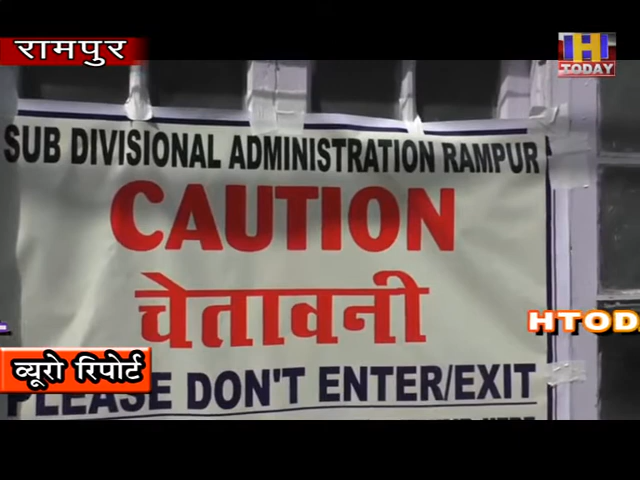 रामपुर
H
TODAY
SUB DIVISIONAL ADMINISTRATION RAMPUR
CAUTION
चेतावनी
HTOD
ब्यूरो रिपोर्ट
PLEASE DON'T ENTER/EXIT